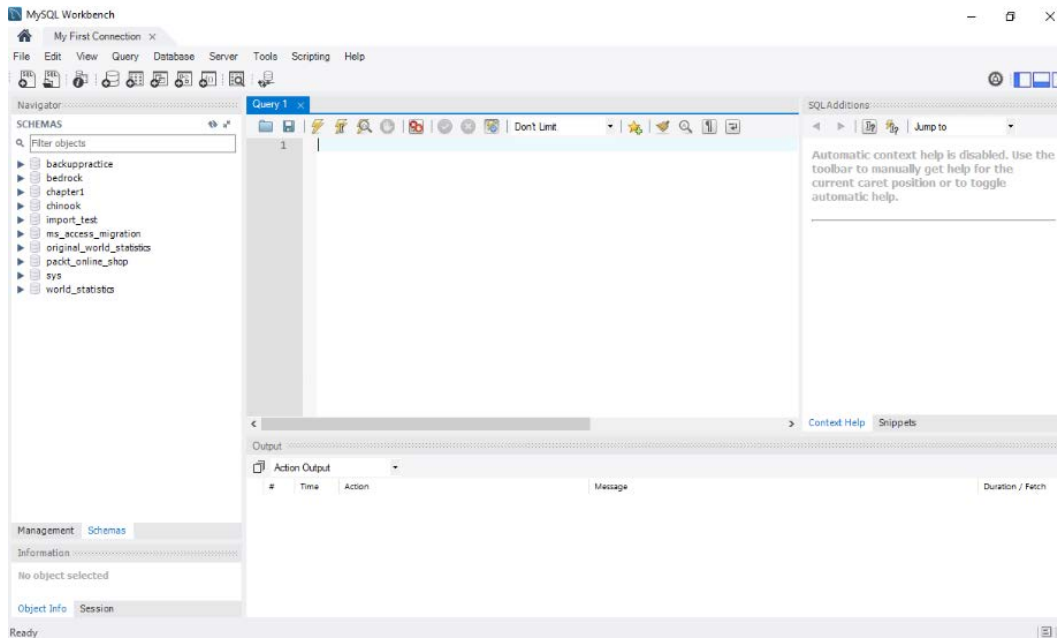 MySQL Workbench
My First Connection ×
File Edit View Query Database Server Tools Scripting Help
Navigator
SCHEMAS
Filter objects
backuppractice
bedrock
chapter1
chinook
import_test
ms_access_migration
original_world_statistics
packt_online_shop
sys
world_statistics
Management Schemas
Information
No object selected
Object Info Session
Query 1 ×
Don't Limit
1
Output
Action Output
# Time Action Message Duration / Fetch
SQLAdditions
Jump to
Automatic context help is disabled. Use the
toolbar to manually get help for the
current caret position or to toggle
automatic help.
Context Help Snippets
Ready